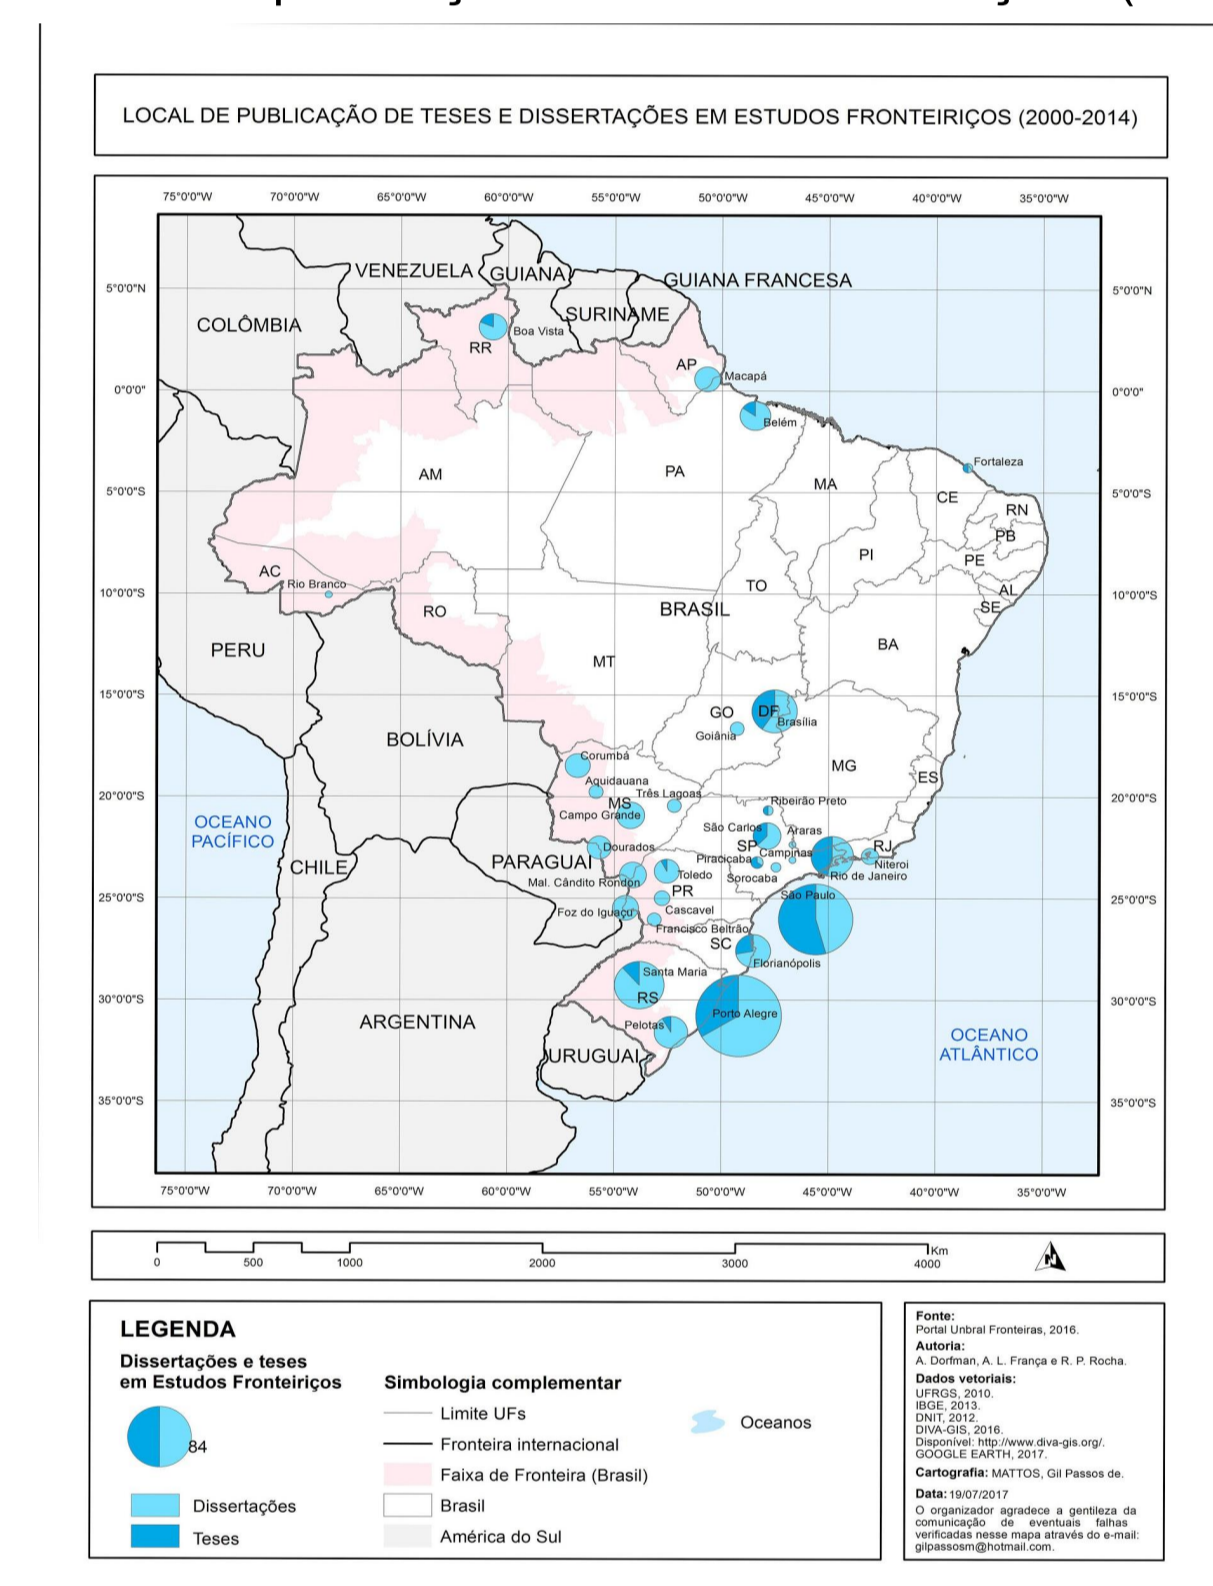 LOCAL DE PUBLICAÇÃO DE TESES E DISSERTAÇÕES EM ESTUDOS FRONTEIRIÇOS (2000-2014)
75°0'0"W 70°0'0"W 65°0'0"W 60°0'0"W 55°0'0"W 50°0'0"W 45°0'0"W 40°0'0"W 35°0'0"W
VENEZUELA
GUIANA
GUIANA FRANCESA
5°0'0"N
5°0'0"N
COLÔMBIA
SURINAME
Boa Vista
RR
AP
Macapá
0°0'0"
0°0'0"
Belém
Fortaleza
AM
PA
MA
CE
5°0'0"S
5°0'0"S
RN
PB
PI
PE
AC
Rio Branco
TO
AL
10°0'0"S
10°0'0"S
RO
BRASIL
SE
PERU
MT
BA
15°0'0"S
15°0'0"S
GO
DF
Brasília
Goiânia
BOLÍVIA
Corumbá
MG
ES
Aquidauana
Três Lagoas
20°0'0"S
20°0'0"S
MS
Ribeirão Preto
Campo Grande
OCEANO
PACÍFICO
São Carlos
Araras
SP
RJ
Dourados
Campinas
PARAGUAI
Piracicaba
Niteroi
CHILE
Toledo
Sorocaba
Rio de Janeiro
Mal. Cândito Rondon
PR
São Paulo
25°0'0"S
25°0'0"S
Foz do Iguaçu
Cascavel
Francisco Beltrão
SC
Florianópolis
Santa Maria
RS
30°0'0"S
30°0'0"S
Porto Alegre
ARGENTINA
Pelotas
OCEANO
ATLÂNTICO
URUGUAI
35°0'0"S
35°0'0"S
75°0'0"W 70°0'0"W 65°0'0"W 60°0'0"W 55°0'0"W 50°0'0"W 45°0'0"W 40°0'0"W 35°0'0"W
Km
0 500 1000 2000 3000 4000
N
LEGENDA
Dissertações e teses
em Estudos Fronteiriços
84
Dissertações
Teses
Simbologia complementar
Limite UFs
Fronteira internacional
Faixa de Fronteira (Brasil)
Brasil
América do Sul
Oceanos
Fonte:
Portal Unbral Fronteiras, 2016.
Autoria:
A. Dorfman, A. L. França e R. P. Rocha.
Dados vetoriais:
UFRGS, 2010.
IBGE, 2013.
DNIT, 2012.
DIVA-GIS, 2016.
Disponível: http://www.diva-gis.org/.
GOOGLE EARTH, 2017.
Cartografia: MATTOS, Gil Passos de.
Data: 19/07/2017
O organizador agradece a gentileza da
comunicação de eventuais falhas
verificadas nesse mapa através do e-mail:
gilpassosm@hotmail.com.